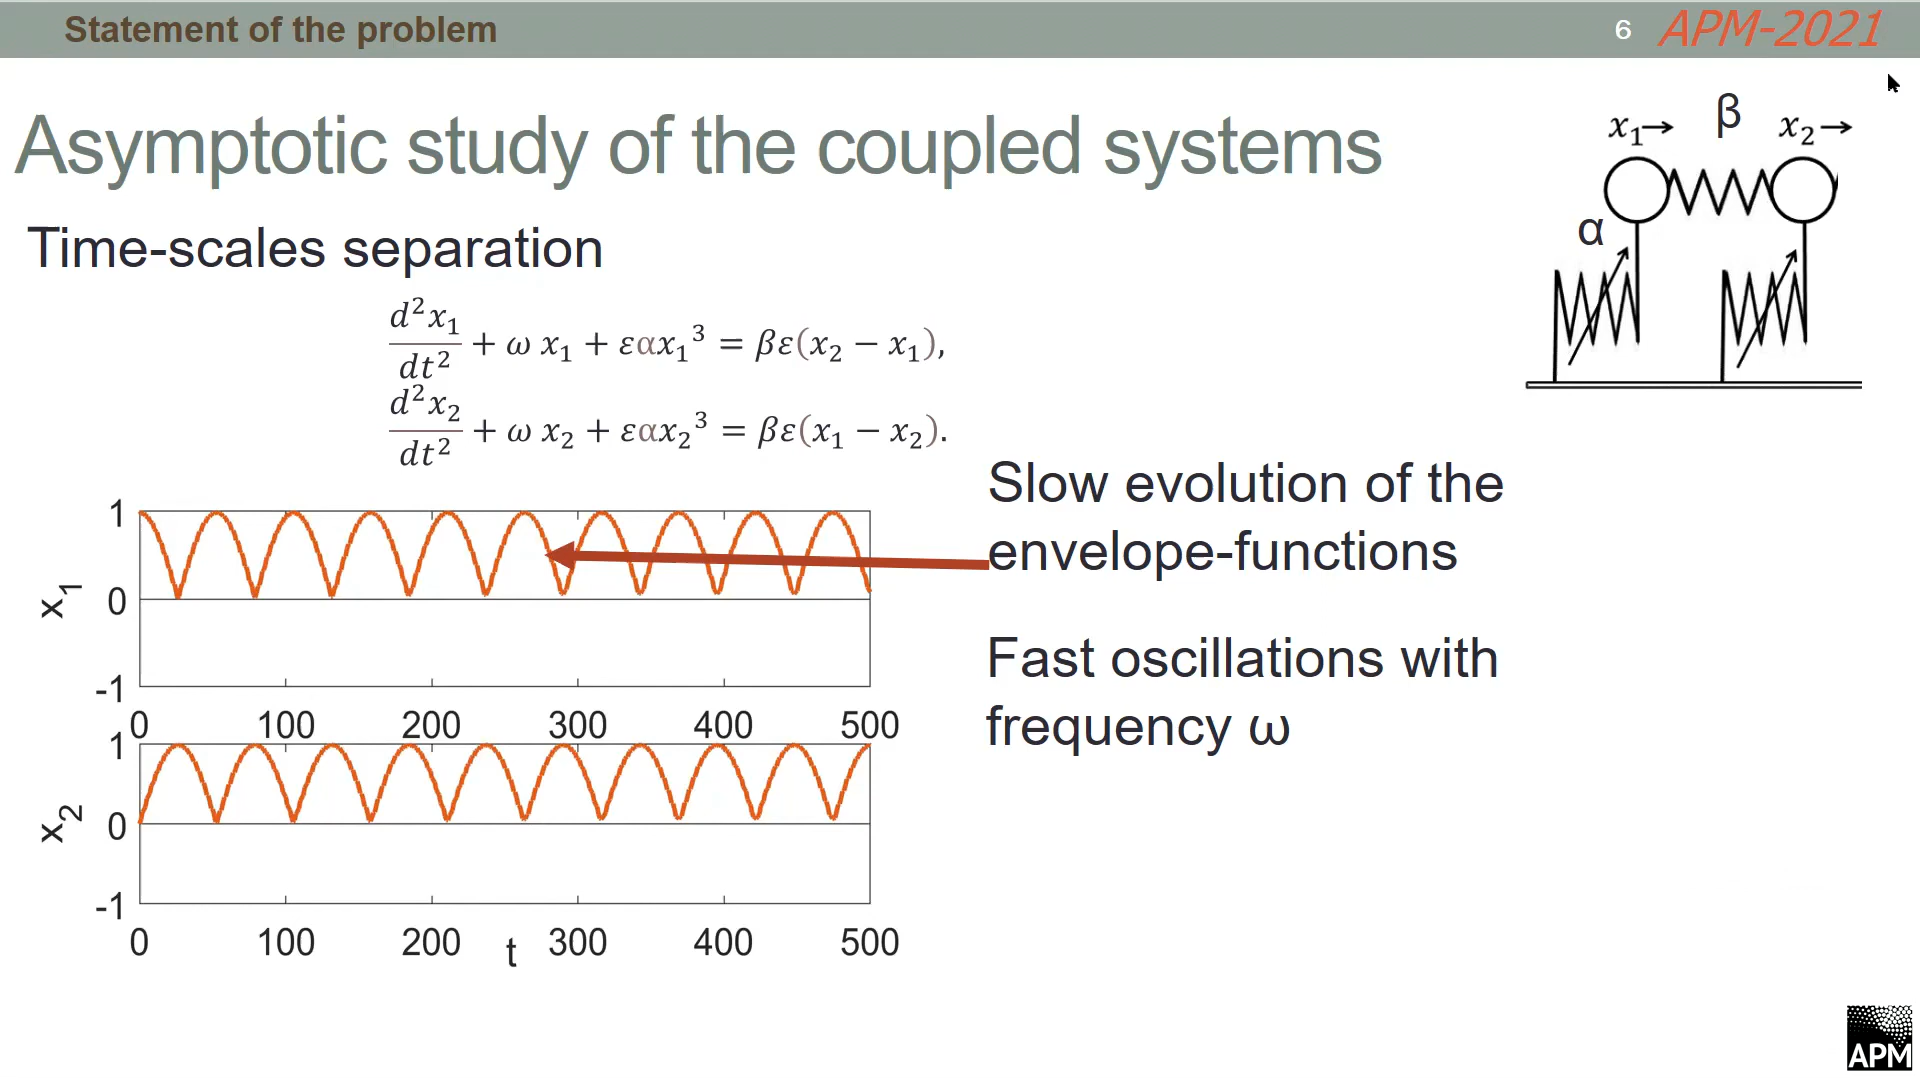 Statement of the problem
6
APM-2021
Asymptotic study of the coupled systems
Time-scales separation
d²x₁/dt² + ω x₁ + εαx₁³ = βε(x₂ − x₁),
d²x₂/dt² + ω x₂ + εαx₂³ = βε(x₁ − x₂).
x₁→ β x₂→
α
Slow evolution of the
envelope-functions
Fast oscillations with
frequency ω
1
0
-1
x₁
0 100 200 300 400 500
1
0
-1
x₂
0 100 200 300 400 500
t
APM